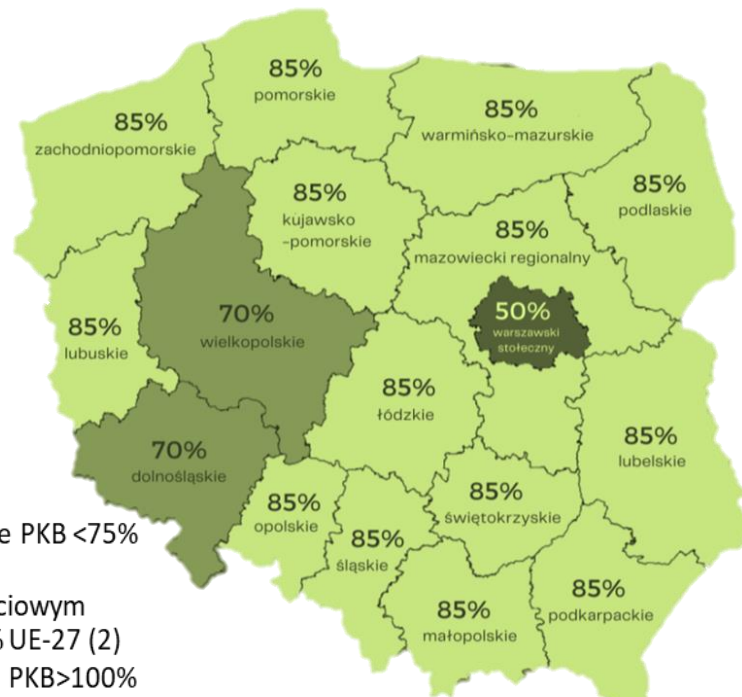 85%
pomorskie
85%
zachodniopomorskie
85%
warmińsko-mazurskie
85%
podlaskie
85%
kujawsko
-pomorskie
85%
mazowiecki regionalny
70%
wielkopolskie
50%
warszawski
stołeczny
85%
lubuskie
85%
łódzkie
70%
dolnośląskie
85%
lubelskie
85%
opolskie
85%
śląskie
85%
świętokrzyskie
85%
małopolskie
85%
podkarpackie
e PKB <75%
ciowym
% UE-27 (2)
PKB>100%